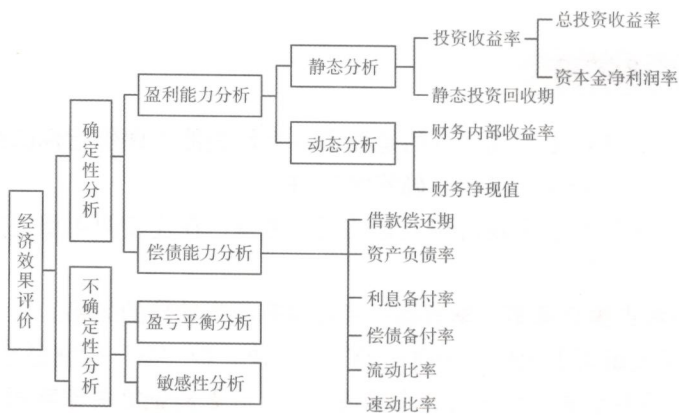 经济效果评价
确定性分析
盈利能力分析
静态分析
投资收益率
总投资收益率
资本金净利润率
静态投资回收期
动态分析
财务内部收益率
财务净现值
偿债能力分析
借款偿还期
资产负债率
利息备付率
偿债备付率
流动比率
速动比率
不确定性分析
盈亏平衡分析
敏感性分析